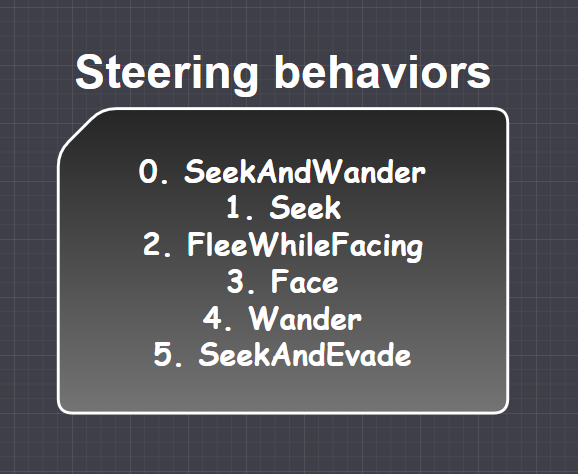 Steering behaviors
0. SeekAndWander
1. Seek
2. FleeWhileFacing
3. Face
4. Wander
5. SeekAndEvade